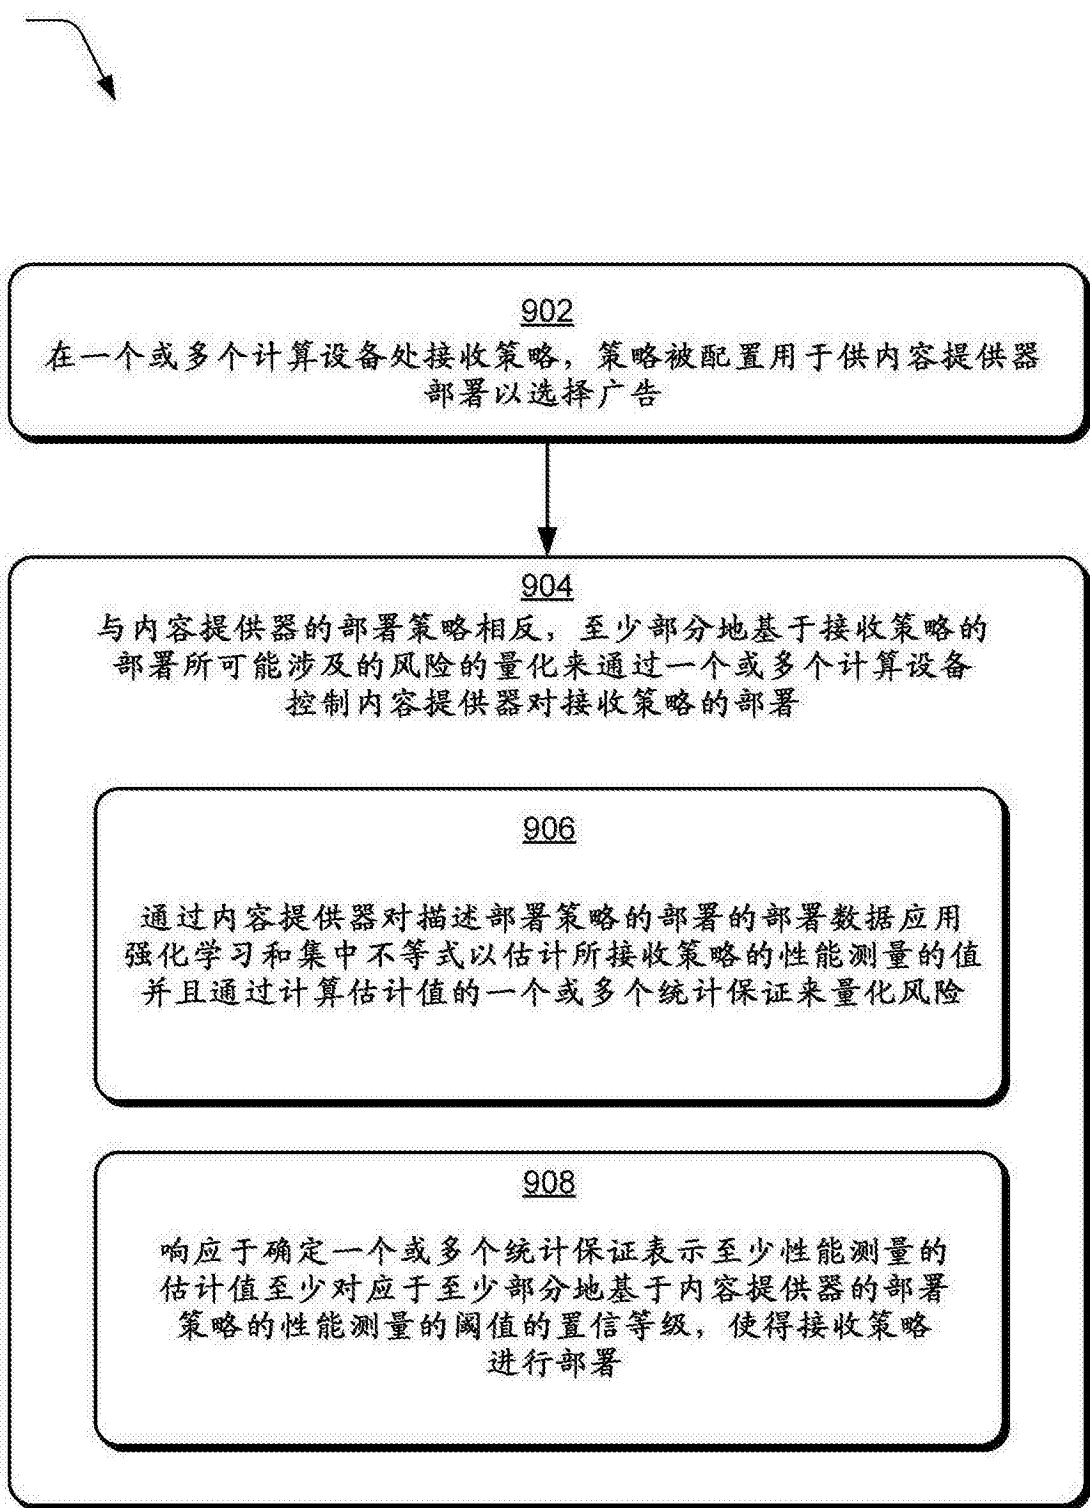 902
在一个或多个计算设备处接收策略，策略被配置用于供内容提供器
部署以选择广告
904
与内容提供器的部署策略相反，至少部分地基于接收策略的
部署所可能涉及的风险的量化来通过一个或多个计算设备
控制内容提供器对接收策略的部署
906
通过内容提供器对描述部署策略的部署的部署数据应用
强化学习和集中不等式以估计所接收策略的性能测量的值
并且通过计算估计值的一个或多个统计保证来量化风险
908
响应于确定一个或多个统计保证表示至少性能测量的
估计值至少对应于至少部分地基于内容提供器的部署
策略的性能测量的阈值的置信等级，使得接收策略
进行部署